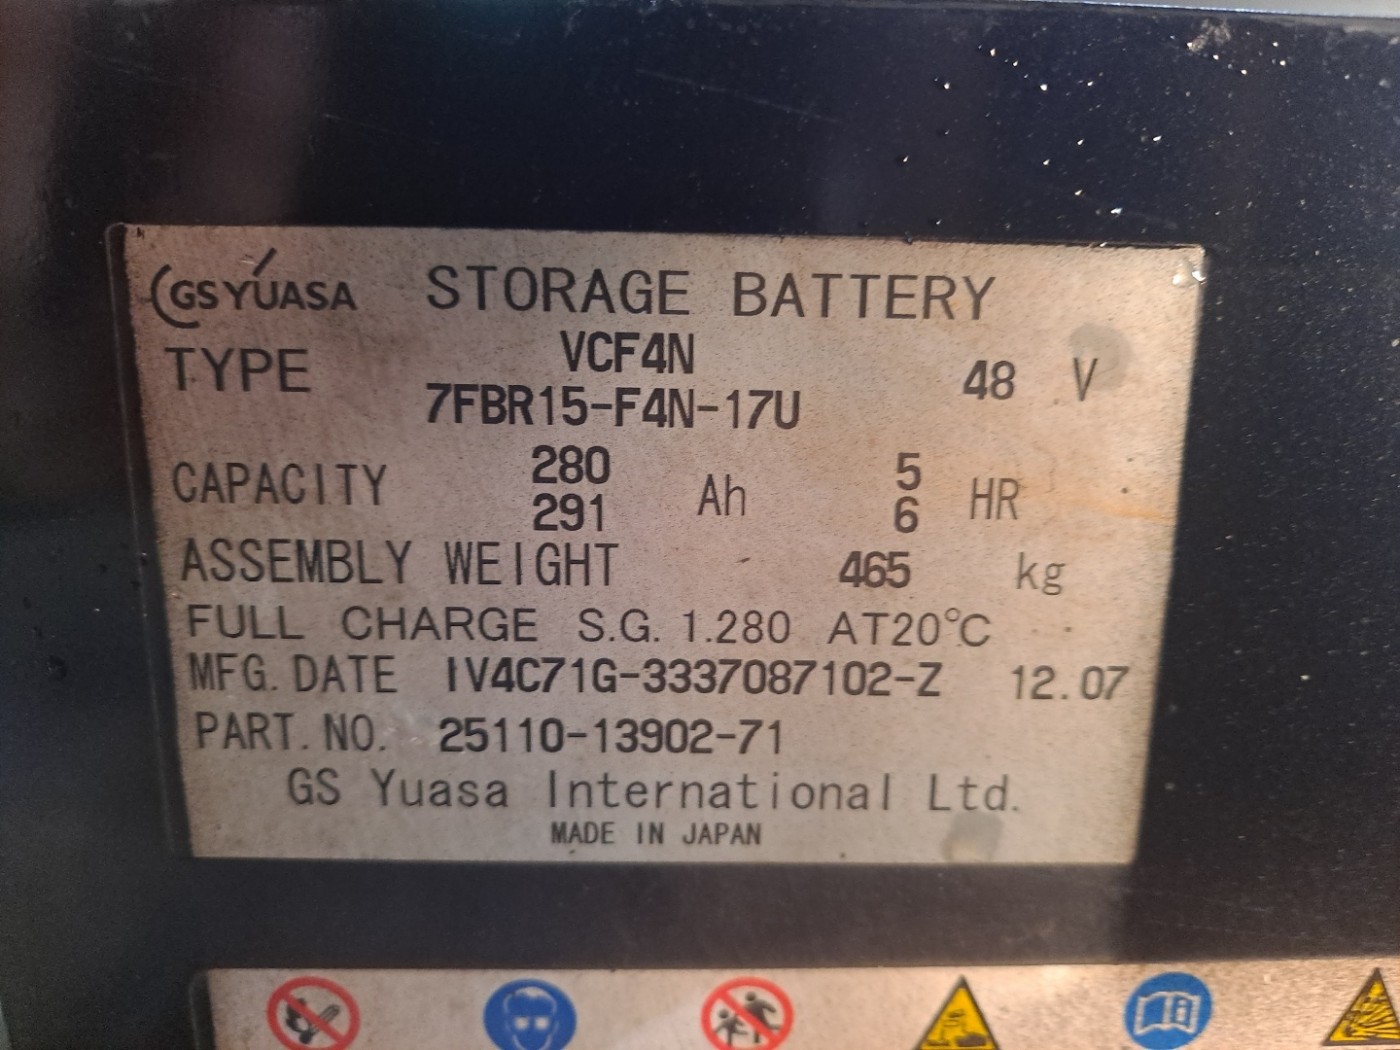 GS YUASA STORAGE BATTERY
TYPE VCF4N 48 V
7FBR15-F4N-17U
CAPACITY 280 Ah 5 HR
291 6
ASSEMBLY WEIGHT 465 kg
FULL CHARGE S.G. 1.280 AT20°C
MFG. DATE IV4C71G-3337087102-Z 12.07
PART. NO. 25110-13902-71
GS Yuasa International Ltd.
MADE IN JAPAN